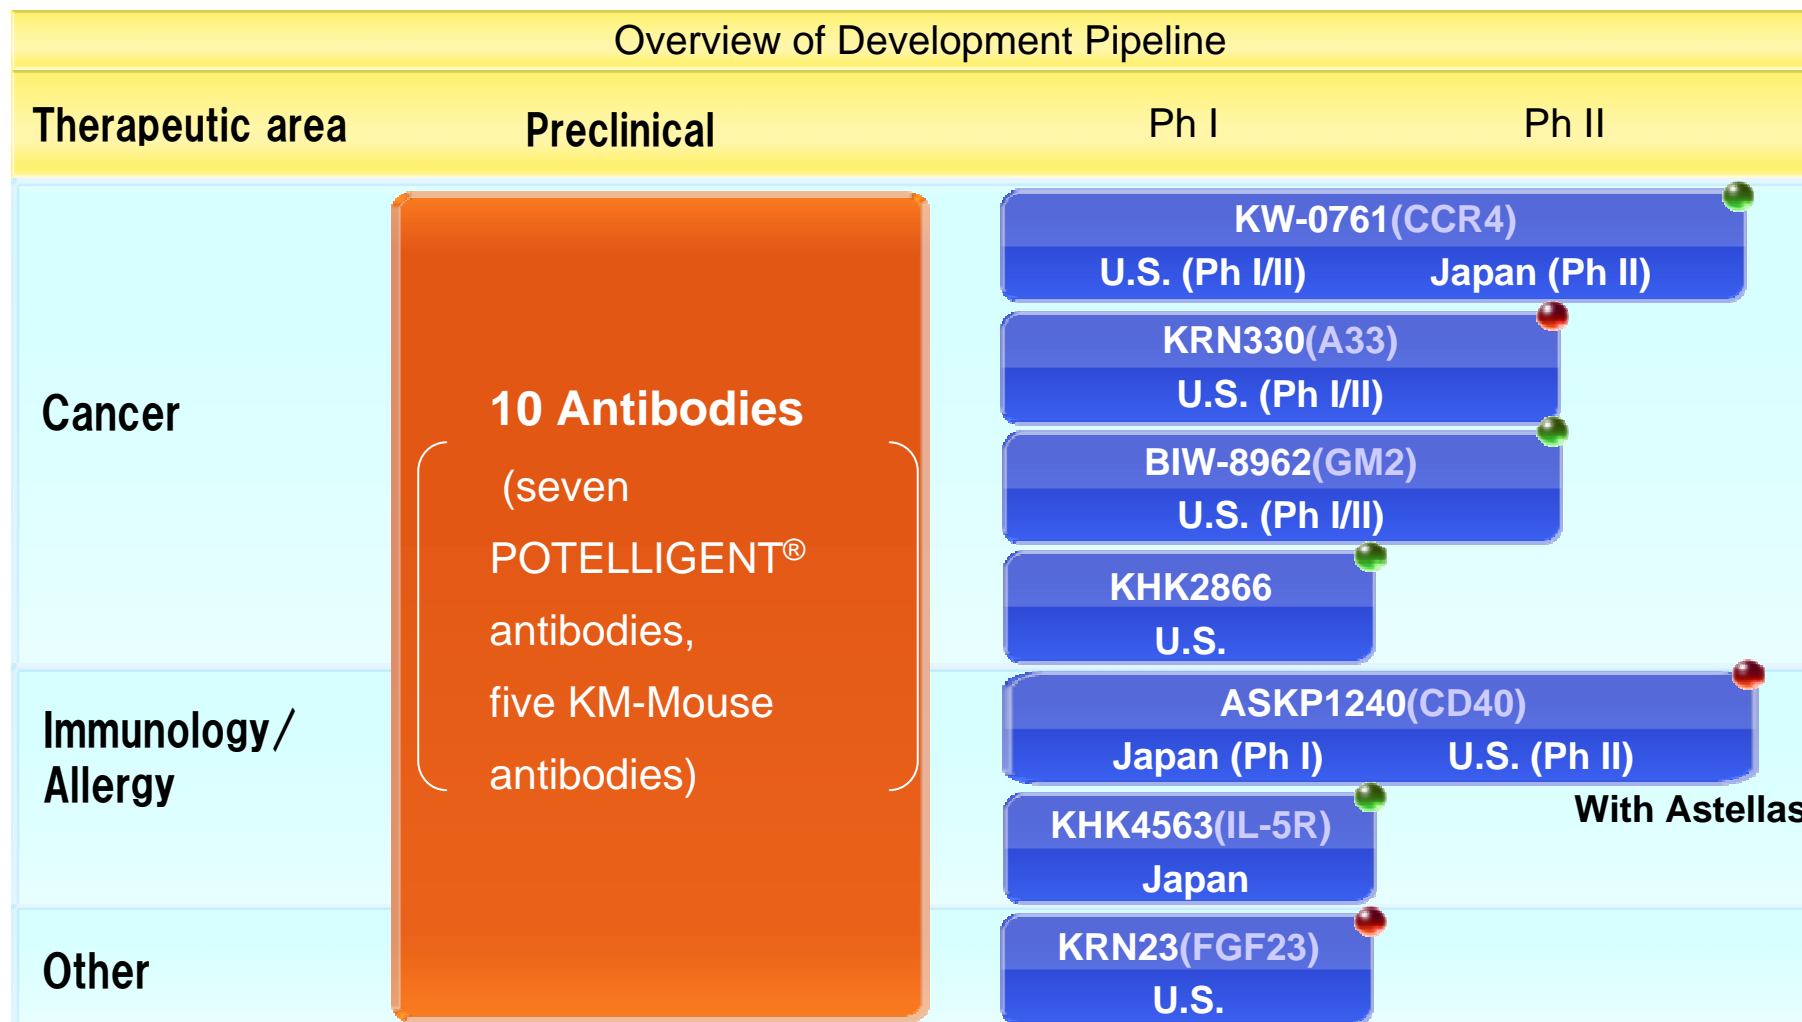 Overview of Development Pipeline
Therapeutic area Preclinical Ph I Ph II
Cancer
10 Antibodies
(seven
POTELLIGENT®
antibodies,
five KM-Mouse
antibodies)
KW-0761(CCR4)
U.S. (Ph I/II) Japan (Ph II)
KRN330(A33)
U.S. (Ph I/II)
BIW-8962(GM2)
U.S. (Ph I/II)
KHK2866
U.S.
Immunology/
Allergy
ASKP1240(CD40)
Japan (Ph I) U.S. (Ph II)
With Astellas
KHK4563(IL-5R)
Japan
Other
KRN23(FGF23)
U.S.